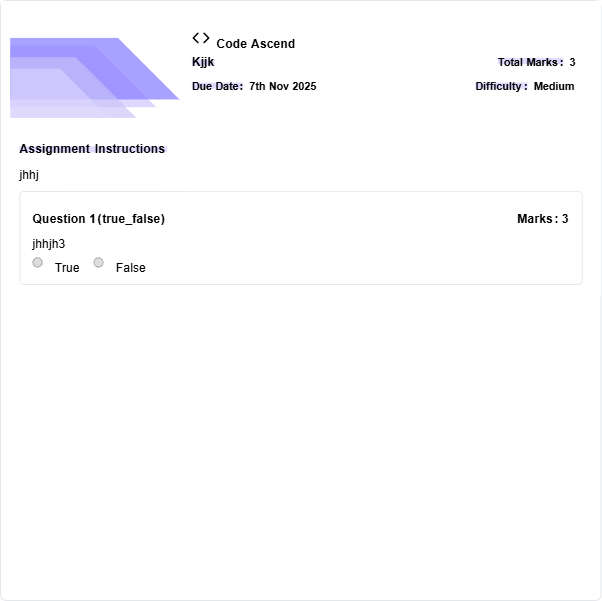 <> Code Ascend
Kjjk
Total Marks: 3
Due Date: 7th Nov 2025
Difficulty: Medium
Assignment Instructions
jhhj
Question 1(true_false)
Marks: 3
jhhjh3
True False